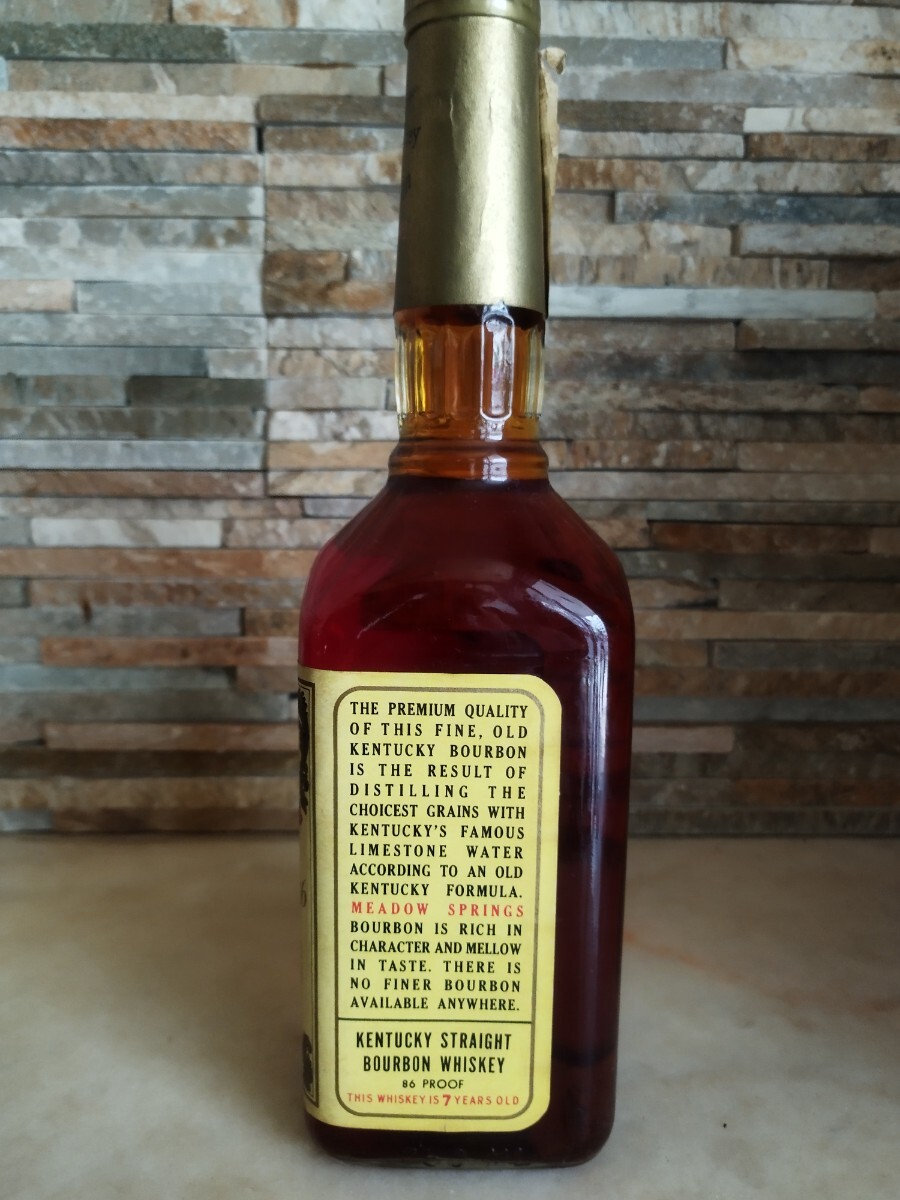 THE PREMIUM QUALITY
OF THIS FINE, OLD
KENTUCKY BOURBON
IS THE RESULT OF
DISTILLING THE
CHOICEST GRAINS WITH
KENTUCKY'S FAMOUS
LIMESTONE WATER
ACCORDING TO AN OLD
KENTUCKY FORMULA.
MEADOW SPRINGS
BOURBON IS RICH IN
CHARACTER AND MELLOW
IN TASTE. THERE IS
NO FINER BOURBON
AVAILABLE ANYWHERE.
KENTUCKY STRAIGHT
BOURBON WHISKEY
86 PROOF
THIS WHISKEY IS 7 YEARS OLD